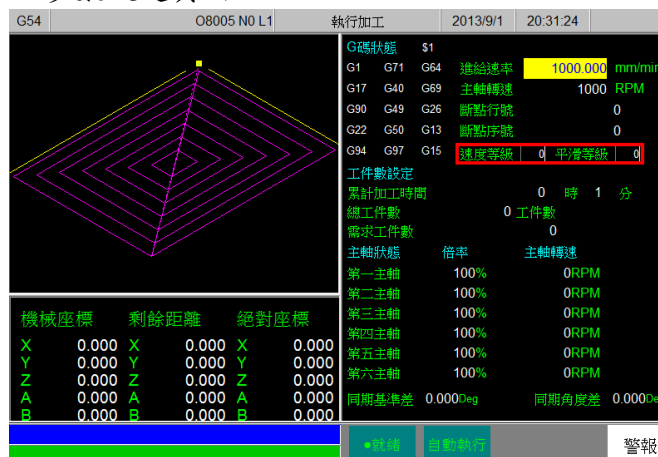 G54 O8005 N0 L1 執行加工 2013/9/1 20:31:24
G碼狀態 $1
G1 G71 G64 進給速率 1000.000 mm/min
G17 G40 G69 主軸轉速 1000 RPM
G90 G49 G26 斷點行號 0
G22 G50 G13 斷點序號 0
G94 G97 G15 速度等級 0 平滑等級 0
工件數設定
累計加工時間 0 時 1 分
總工件數 0 工件數
需求工件數 0
主軸狀態 倍率 主軸轉速
第一主軸 100% 0RPM
第二主軸 100% 0RPM
第三主軸 100% 0RPM
第四主軸 100% 0RPM
第五主軸 100% 0RPM
第六主軸 100% 0RPM
同期基準差 0.000Deg 同期角度差 0.000De
機械座標 剩餘距離 絕對座標
X 0.000 X 0.000 X 0.000
Y 0.000 Y 0.000 Y 0.000
Z 0.000 Z 0.000 Z 0.000
A 0.000 A 0.000 A 0.000
B 0.000 B 0.000 B 0.000
●就緒 自動執行 警報